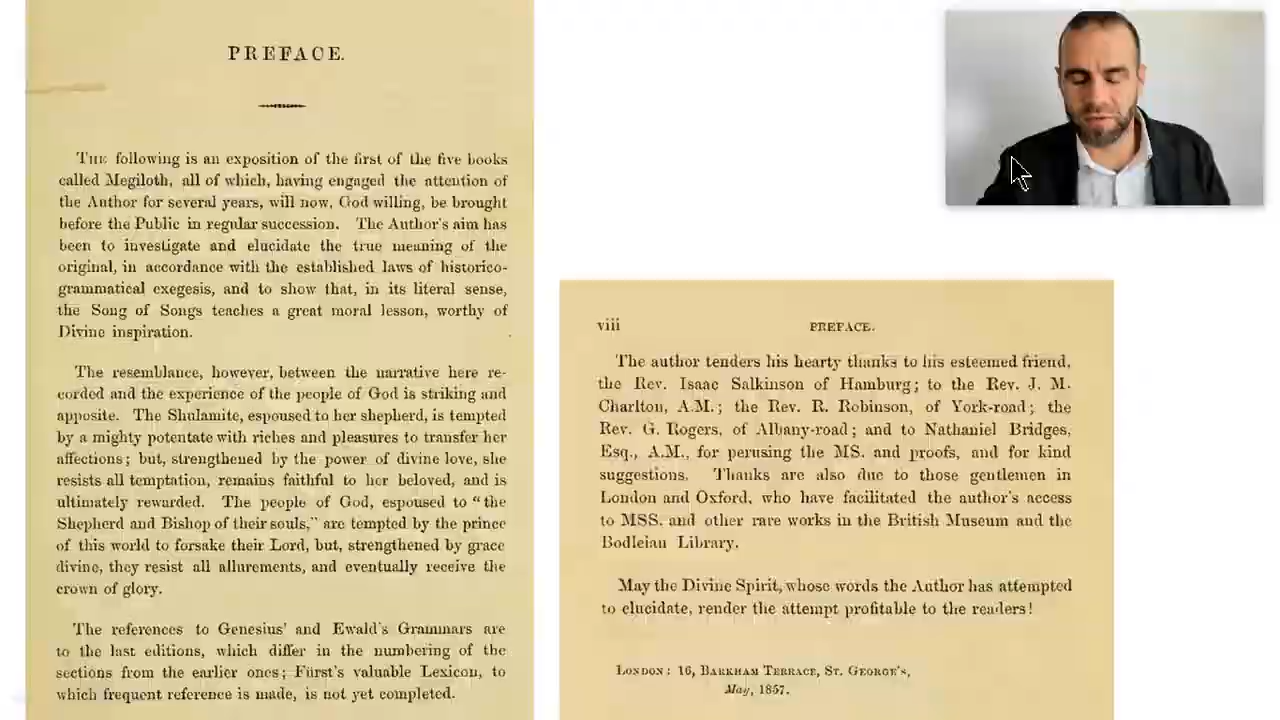 PREFACE.
THE following is an exposition of the first of the five books
called Megiloth, all of which, having engaged the attention of
the Author for several years, will now, God willing, be brought
before the Public in regular succession. The Author's aim has
been to investigate and elucidate the true meaning of the
original, in accordance with the established laws of historico-
grammatical exegesis, and to show that, in its literal sense,
the Song of Songs teaches a great moral lesson, worthy of
Divine inspiration.
The resemblance, however, between the narrative here re-
corded and the experience of the people of God is striking and
apposite. The Shulamite, espoused to her shepherd, is tempted
by a mighty potentate with riches and pleasures to transfer her
affections; but, strengthened by the power of divine love, she
resists all temptation, remains faithful to her beloved, and is
ultimately rewarded. The people of God, espoused to "the
Shepherd and Bishop of their souls," are tempted by the prince
of this world to forsake their Lord, but, strengthened by grace
divine, they resist all allurements, and eventually receive the
crown of glory.
The references to Genesius' and Ewald's Grammars are
to the last editions, which differ in the numbering of the
sections from the earlier ones; Fürst's valuable Lexicon, to
which frequent reference is made, is not yet completed.
viii PREFACE.
The author tenders his hearty thanks to his esteemed friend,
the Rev. Isaac Salkinson of Hamburg; to the Rev. J. M.
Charlton, A.M.; the Rev. R. Robinson, of York-road; the
Rev. G. Rogers, of Albany-road; and to Nathaniel Bridges,
Esq., A.M., for perusing the MS. and proofs, and for kind
suggestions. Thanks are also due to those gentlemen in
London and Oxford, who have facilitated the author's access
to MSS. and other rare works in the British Museum and the
Bodleian Library.
May the Divine Spirit, whose words the Author has attempted
to elucidate, render the attempt profitable to the readers!
LONDON: 16, BARKHAM TERRACE, ST. GEORGE'S,
May, 1857.